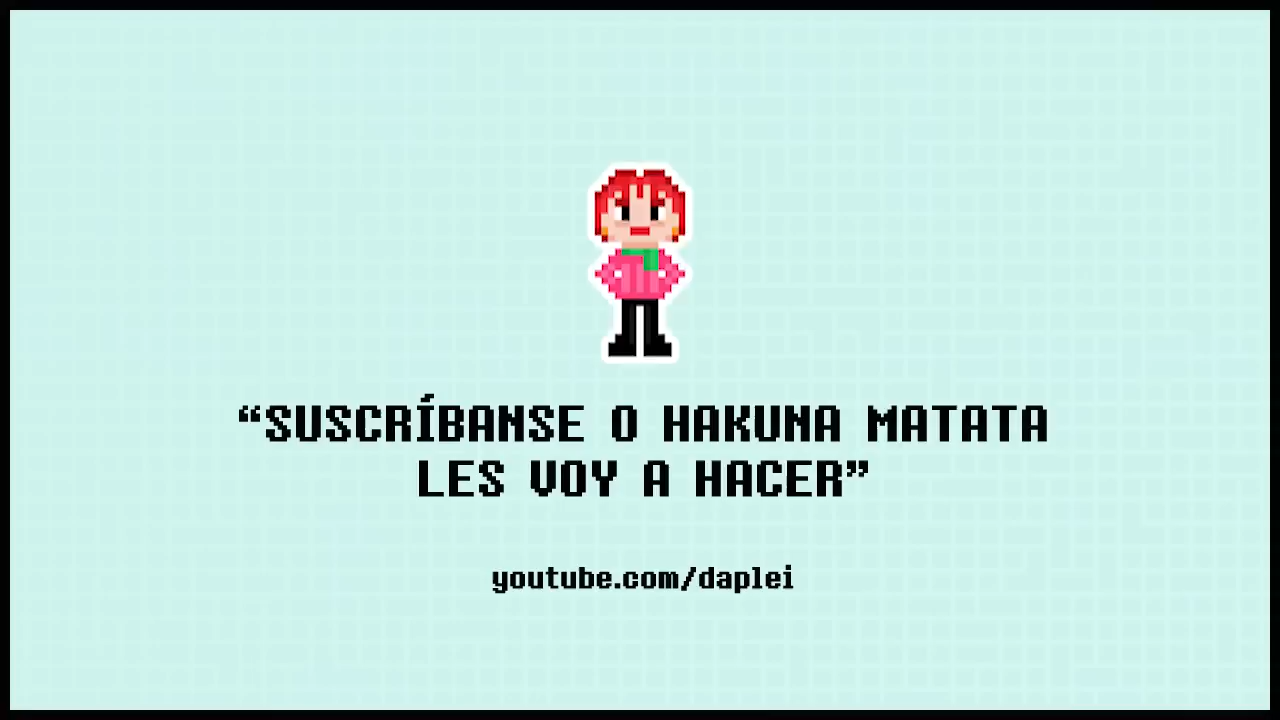 “SUSCRÍBANSE O HAKUNA MATATA
LES VOY A HACER”
youtube.com/daplei